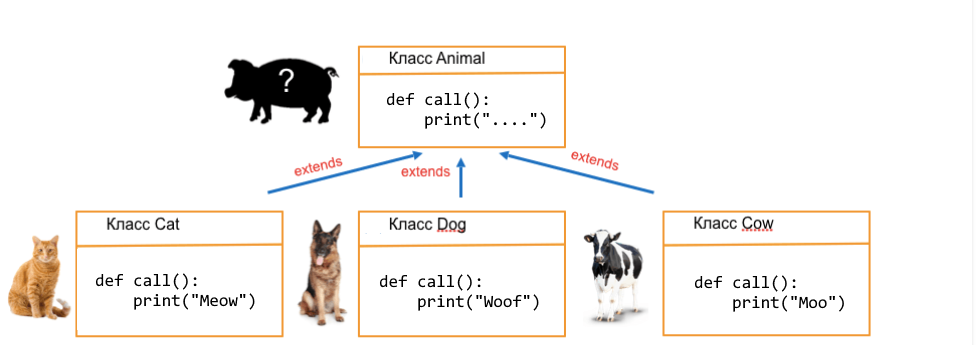 Класс Animal
?
def call():
print("....")
extends
extends
extends
Класс Cat
def call():
print("Meow")
Класс Dog
def call():
print("Woof")
Класс Cow
def call():
print("Moo")